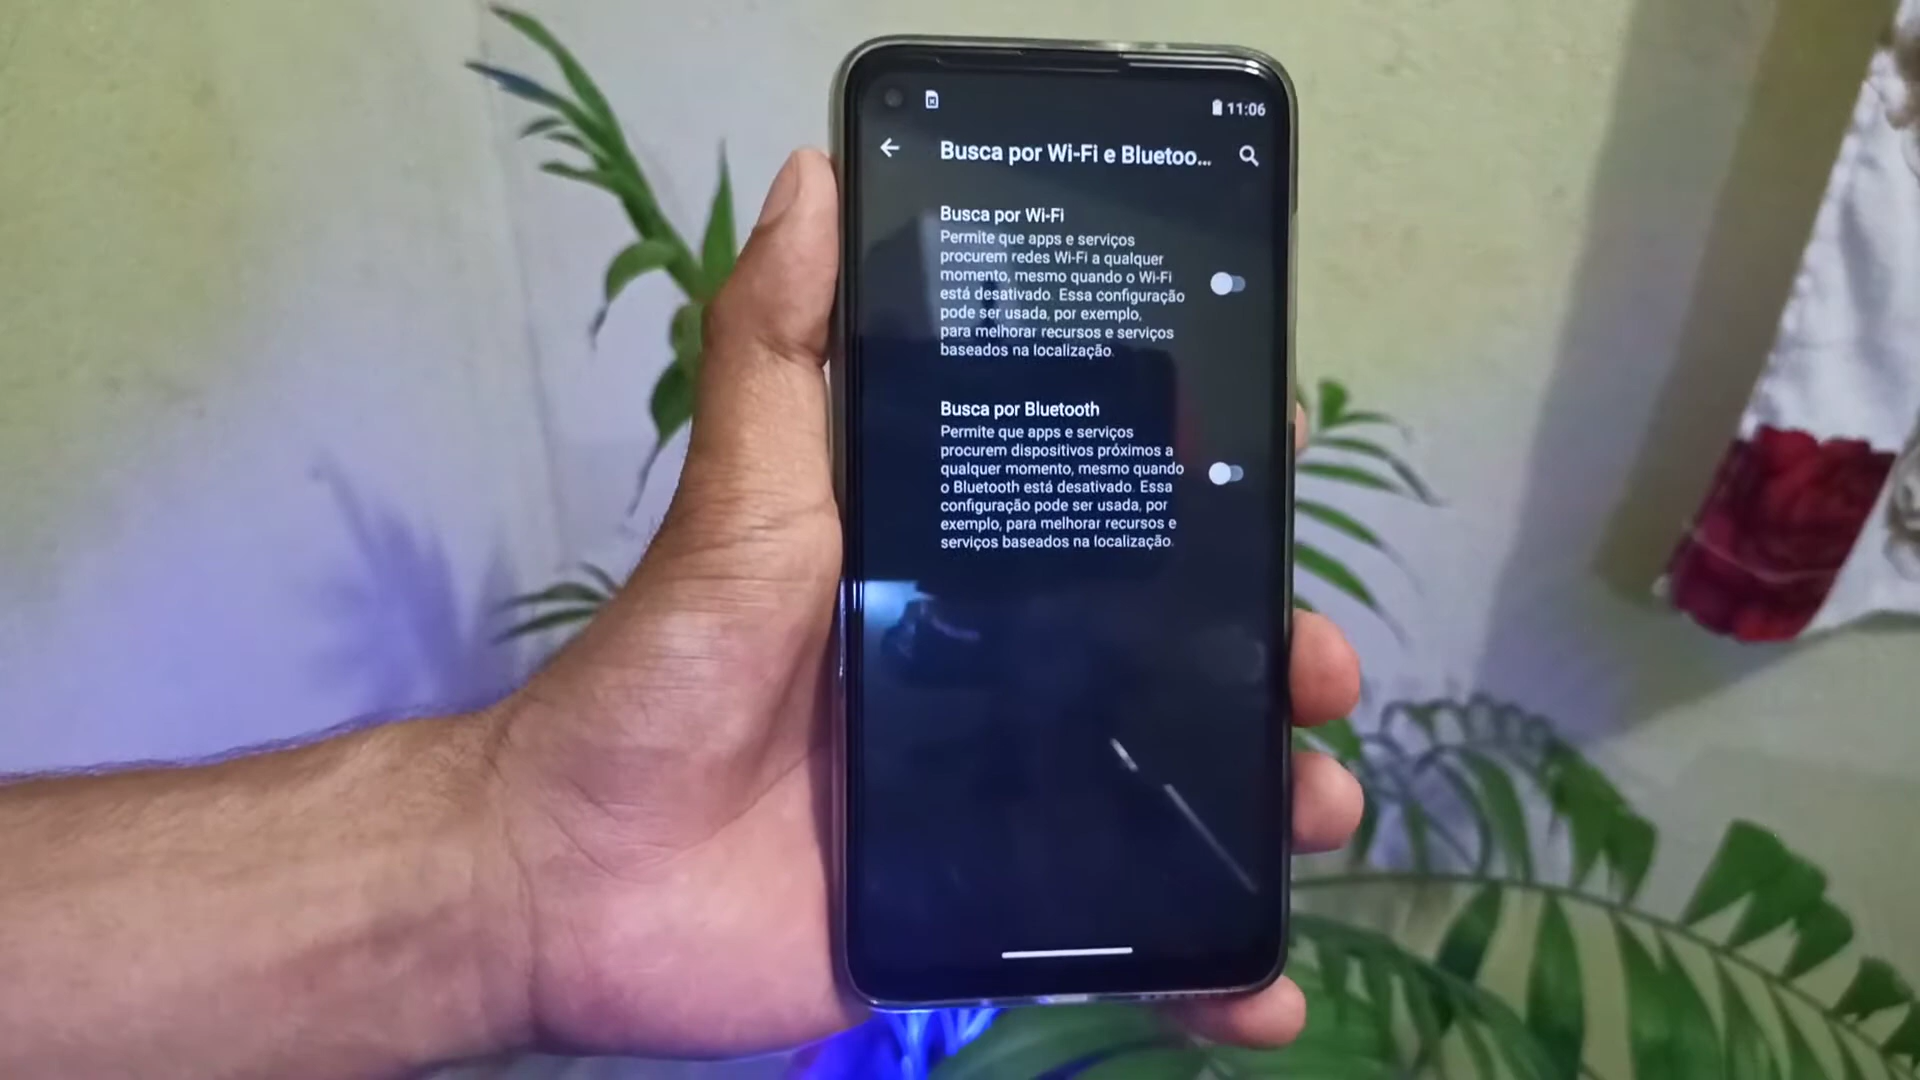 11:06
Busca por Wi-Fi e Bluetoo...
Busca por Wi-Fi
Permite que apps e serviços
procurem redes Wi-Fi a qualquer
momento, mesmo quando o Wi-Fi
está desativado. Essa configuração
pode ser usada, por exemplo,
para melhorar recursos e serviços
baseados na localização.
Busca por Bluetooth
Permite que apps e serviços
procurem dispositivos próximos a
qualquer momento, mesmo quando
o Bluetooth está desativado. Essa
configuração pode ser usada, por
exemplo, para melhorar recursos e
serviços baseados na localização.